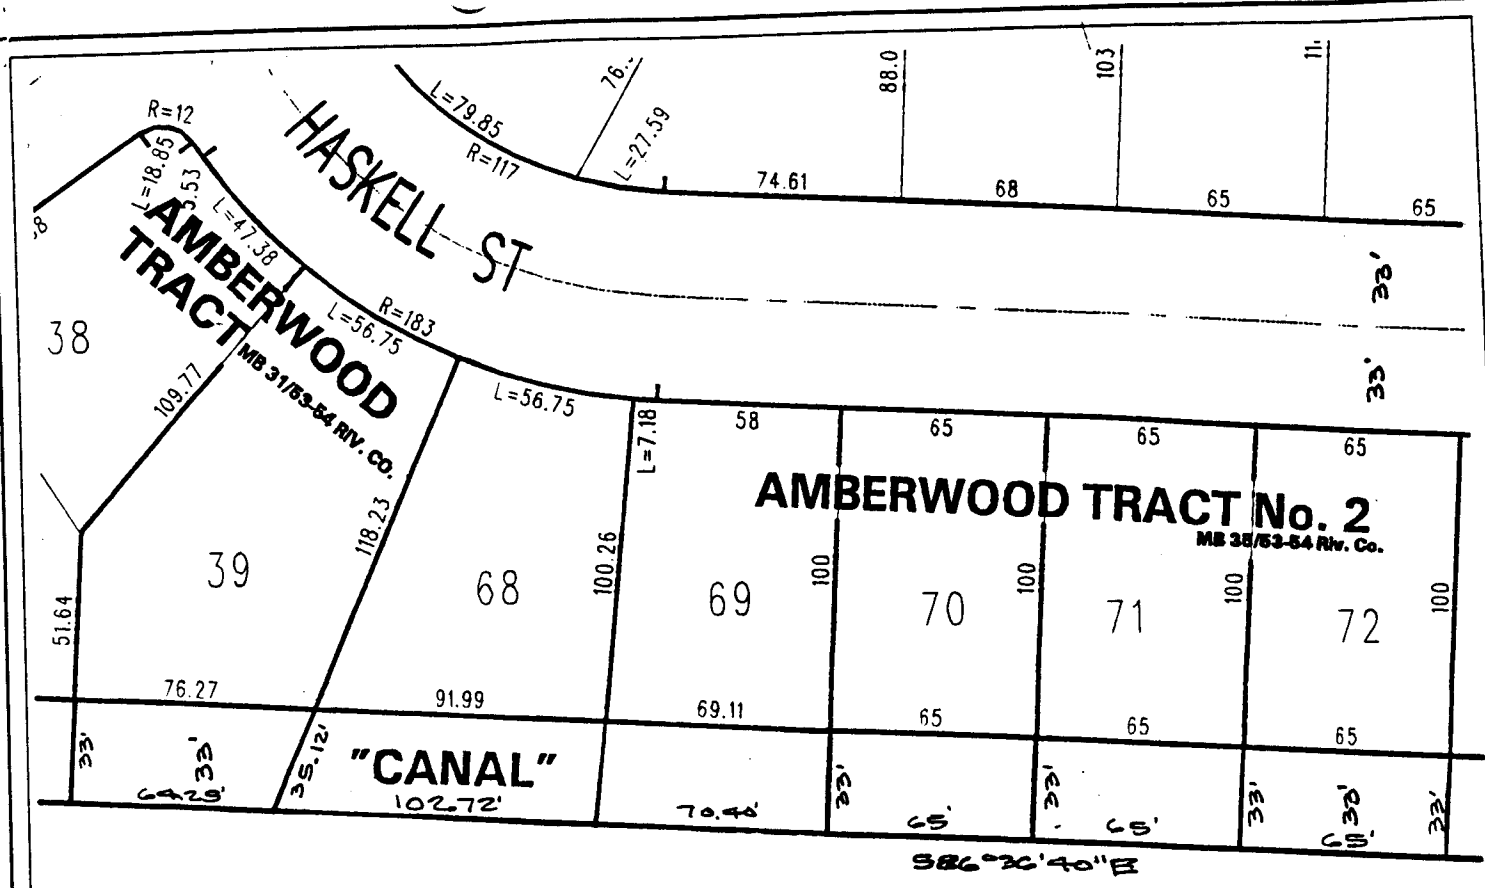 L=79.85
R=117
L=27.59
74.61
88.0
68
103
65
11.
65
R=12
L=18.85
5.53
L=47.38
HASKELL ST
R=183
L=56.75
33'
33'
AMBERWOOD
TRACT
MB 31/53-54 RIV. CO.
38
109.77
L=56.75
L=7.18
58
65
65
65
AMBERWOOD TRACT No. 2
MB 35/53-54 Riv. Co.
51.64
39
118.23
68
100.26
69
100
70
100
71
100
72
100
76.27
91.99
69.11
65
65
65
33'
33'
35.12'
"CANAL"
33'
33'
33'
33'
33'
64.29'
102.72'
70.40'
65'
65'
65'
S86°36'40"E